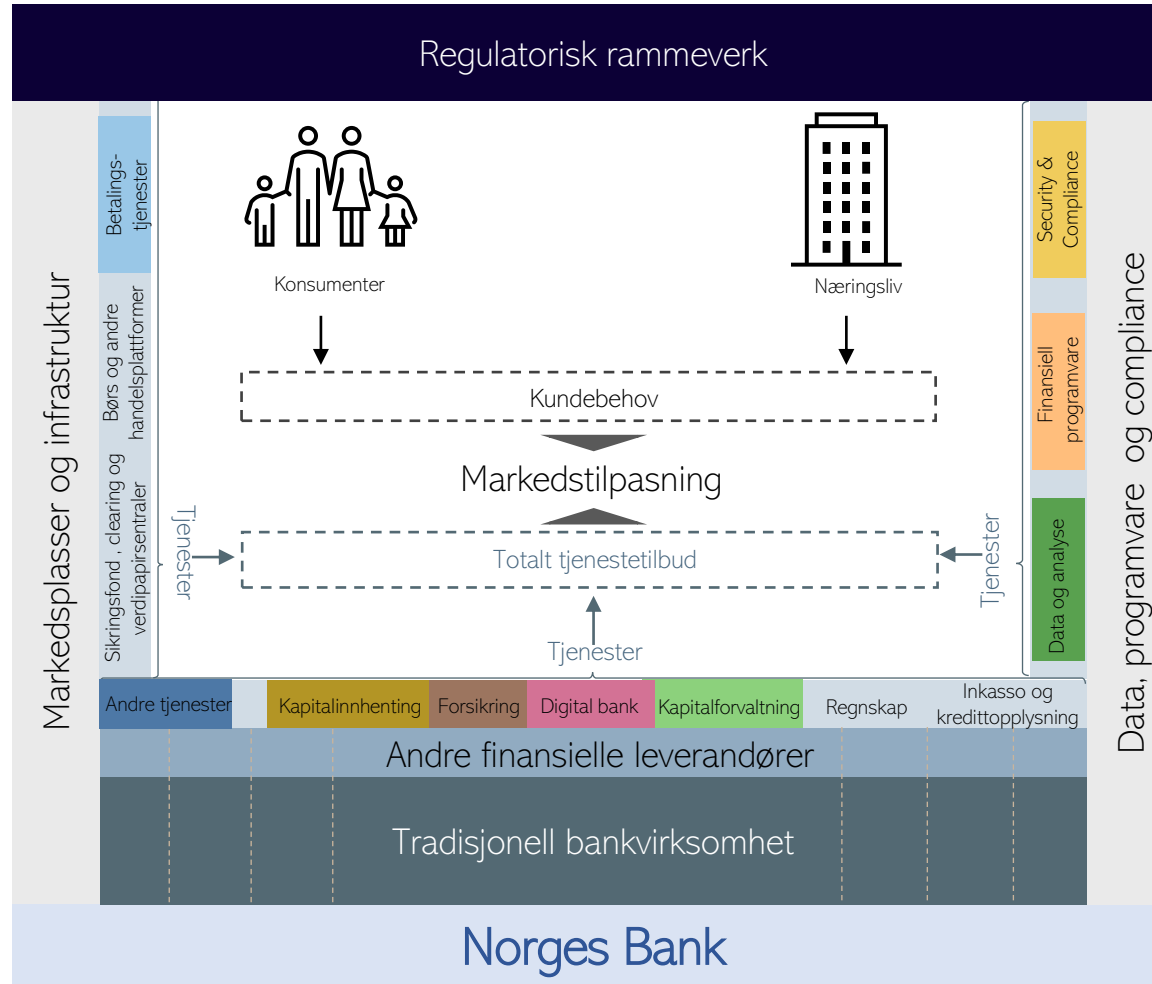 Regulatorisk rammeverk
Markedsplasser og infrastruktur
Betalings-
tjenester
Børs og andre
handelsplattformer
Sikringsfond , clearing og
verdipapirsentraler
Konsumenter
Næringsliv
Kundebehov
Markedstilpasning
Totalt tjenestetilbud
Tjenester
Tjenester
Tjenester
Security &
Compliance
Finansiell
programvare
Data og analyse
Data, programvare og compliance
Andre tjenester
Kapitalinnhenting
Forsikring
Digital bank
Kapitalforvaltning
Regnskap
Inkasso og
kredittopplysning
Andre finansielle leverandører
Tradisjonell bankvirksomhet
Norges Bank